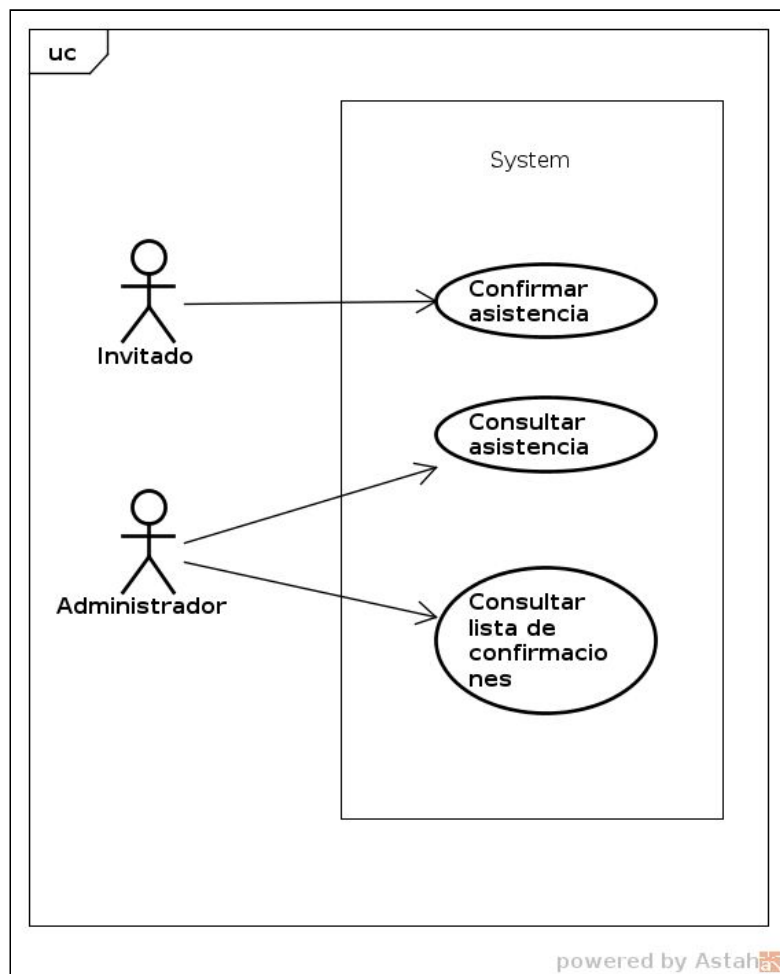 uc
System
Confirmar
asistencia
Invitado
Consultar
asistencia
Administrador
Consultar
lista de
confirmacio
nes
powered by Astah